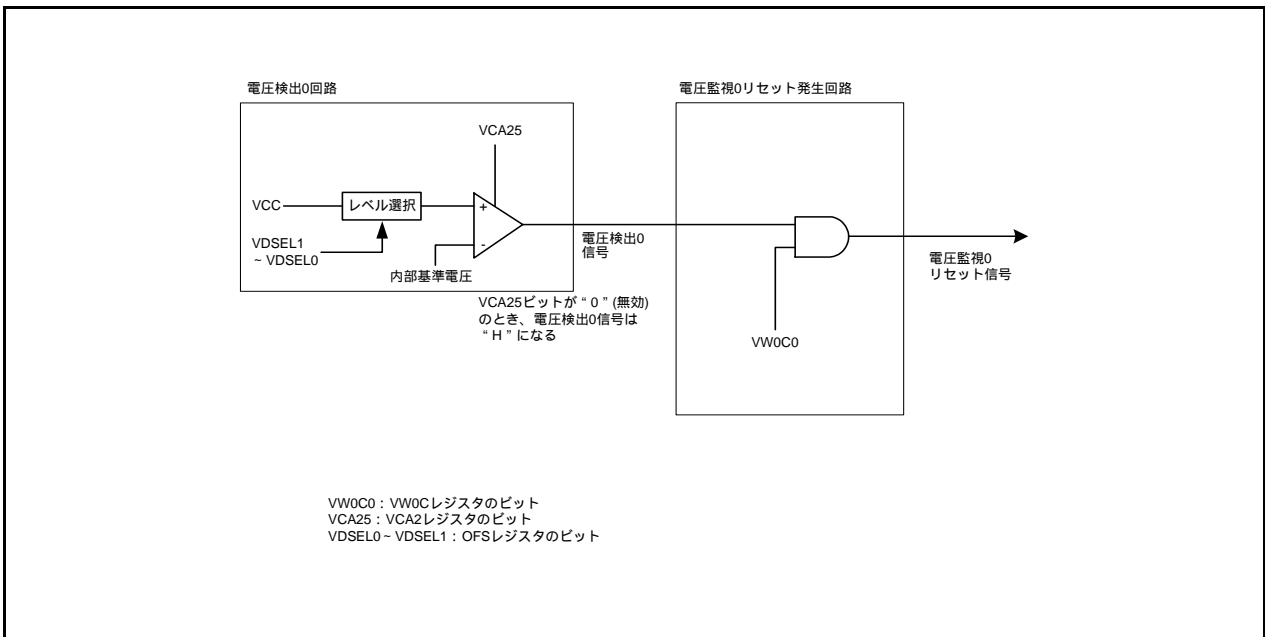 電圧検出0回路
電圧監視0リセット発生回路
VCA25
VCC
レベル選択
+
VDSEL1
~ VDSEL0
-
内部基準電圧
電圧検出0
信号
VCA25ビットが“0”(無効)
のとき、電圧検出0信号は
“H”になる
VW0C0
電圧監視0
リセット信号
VW0C0:VW0Cレジスタのビット
VCA25:VCA2レジスタのビット
VDSEL0~VDSEL1:OFSレジスタのビット